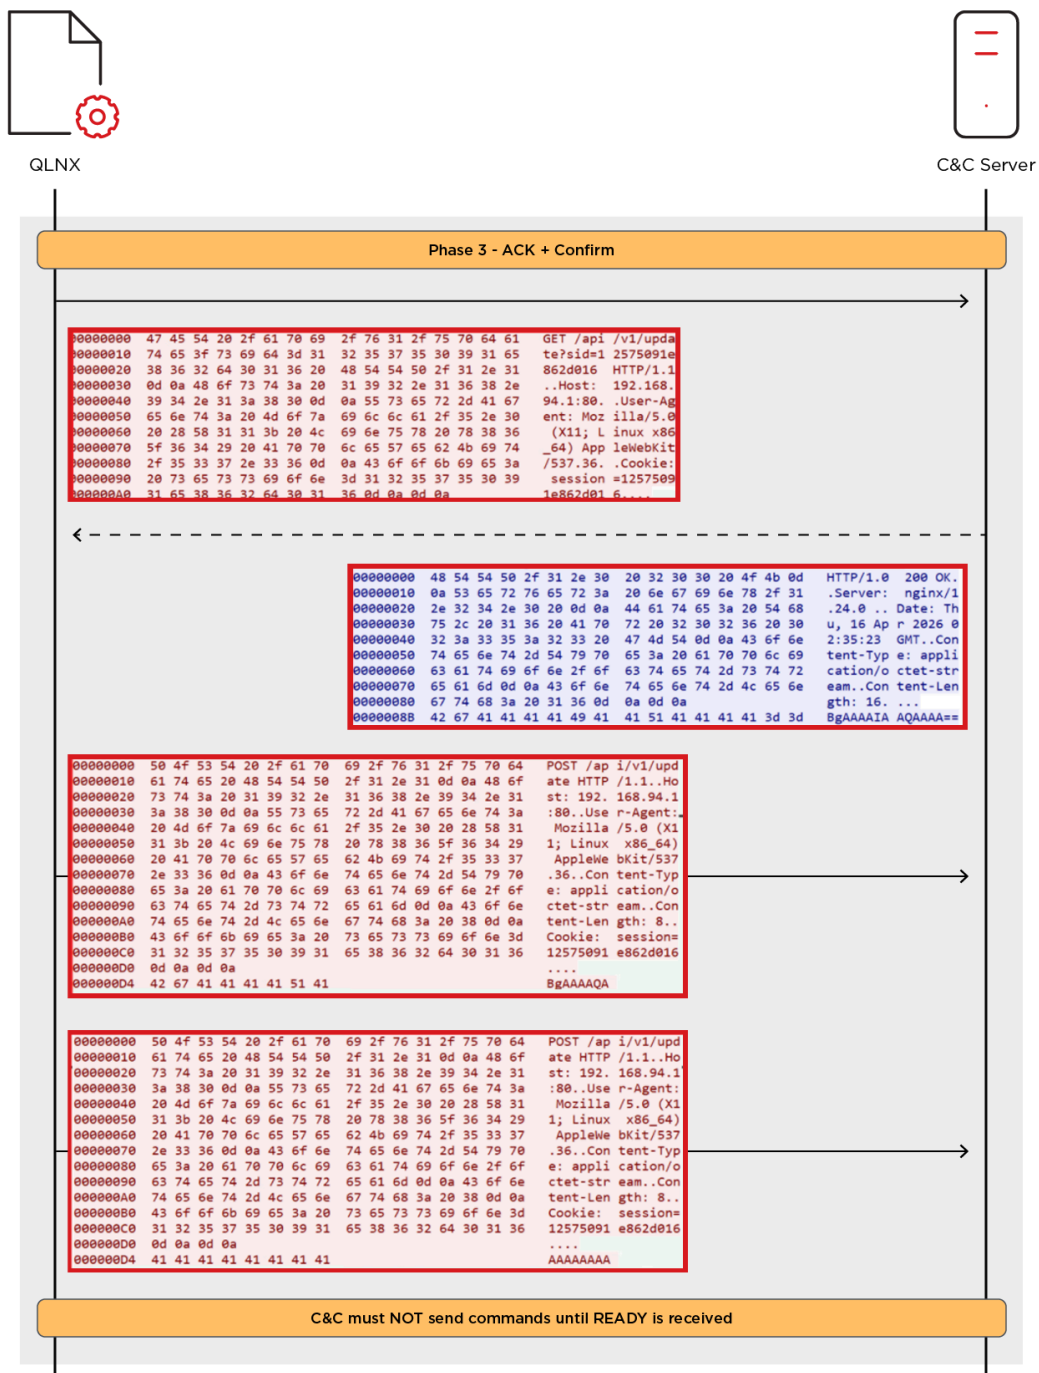 QLNX
C&C Server
Phase 3 - ACK + Confirm
00000000 47 45 54 20 2f 61 70 69 2f 76 31 2f 75 70 64 61 GET /api /v1/upda
00000010 74 65 3f 73 69 64 3d 31 32 35 37 35 30 39 31 65 te?sid=1 2575091e
00000020 38 36 32 64 30 31 36 20 48 54 54 50 2f 31 2e 31 862d016 HTTP/1.1
00000030 0d 0a 48 6f 73 74 3a 20 31 39 32 2e 31 36 38 2e ..Host: 192.168.
00000040 39 34 2e 31 3a 38 30 0d 0a 55 73 65 72 2d 41 67 94.1:80. .User-Ag
00000050 65 6e 74 3a 20 4d 6f 7a 69 6c 6c 61 2f 35 2e 30 ent: Moz illa/5.0
00000060 20 28 58 31 31 3b 20 4c 69 6e 75 78 20 78 38 36 (X11; L inux x86
00000070 5f 36 34 29 20 41 70 70 6c 65 57 65 62 4b 69 74 _64) App leWebKit
00000080 2f 35 33 37 2e 33 36 0d 0a 43 6f 6f 6b 69 65 3a /537.36. .Cookie:
00000090 20 73 65 73 73 69 6f 6e 3d 31 32 35 37 35 30 39 session =1257509
000000A0 31 65 38 36 32 64 30 31 36 0d 0a 0d 0a 1e862d01 6....
00000000 48 54 54 50 2f 31 2e 30 20 32 30 30 20 4f 4b 0d HTTP/1.0 200 OK.
00000010 0a 53 65 72 76 65 72 3a 20 6e 67 69 6e 78 2f 31 .Server: nginx/1
00000020 2e 32 34 2e 30 20 0d 0a 44 61 74 65 3a 20 54 68 .24.0 .. Date: Th
00000030 75 2c 20 31 36 20 41 70 72 20 32 30 32 36 20 30 u, 16 Ap r 2026 0
00000040 32 3a 33 35 3a 32 33 20 47 4d 54 0d 0a 43 6f 6e 2:35:23 GMT..Con
00000050 74 65 6e 74 2d 54 79 70 65 3a 20 61 70 70 6c 69 tent-Typ e: appli
00000060 63 61 74 69 6f 6e 2f 6f 63 74 65 74 2d 73 74 72 cation/o ctet-str
00000070 65 61 6d 0d 0a 43 6f 6e 74 65 6e 74 2d 4c 65 6e eam..Con tent-Len
00000080 67 74 68 3a 20 31 36 0d 0a 0d 0a gth: 16. ...
0000008B 42 67 41 41 41 41 49 41 41 51 41 41 41 41 3d 3d BgAAAAIA AQAAAA==
00000000 50 4f 53 54 20 2f 61 70 69 2f 76 31 2f 75 70 64 POST /ap i/v1/upd
00000010 61 74 65 20 48 54 54 50 2f 31 2e 31 0d 0a 48 6f ate HTTP /1.1..Ho
00000020 73 74 3a 20 31 39 32 2e 31 36 38 2e 39 34 2e 31 st: 192. 168.94.1
00000030 3a 38 30 0d 0a 55 73 65 72 2d 41 67 65 6e 74 3a :80..Use r-Agent:
00000040 20 4d 6f 7a 69 6c 6c 61 2f 35 2e 30 20 28 58 31 Mozilla /5.0 (X1
00000050 31 3b 20 4c 69 6e 75 78 20 78 38 36 5f 36 34 29 1; Linux x86_64)
00000060 20 41 70 70 6c 65 57 65 62 4b 69 74 2f 35 33 37 AppleWe bKit/537
00000070 2e 33 36 0d 0a 43 6f 6e 74 65 6e 74 2d 54 79 70 .36..Con tent-Typ
00000080 65 3a 20 61 70 70 6c 69 63 61 74 69 6f 6e 2f 6f e: appli cation/o
00000090 63 74 65 74 2d 73 74 72 65 61 6d 0d 0a 43 6f 6e ctet-str eam..Con
000000A0 74 65 6e 74 2d 4c 65 6e 67 74 68 3a 20 38 0d 0a tent-Len gth: 8..
000000B0 43 6f 6f 6b 69 65 3a 20 73 65 73 73 69 6f 6e 3d Cookie: session=
000000C0 31 32 35 37 35 30 39 31 65 38 36 32 64 30 31 36 12575091 e862d016
000000D0 0d 0a 0d 0a ....
000000D4 42 67 41 41 41 41 51 41 BgAAAAQA
00000000 50 4f 53 54 20 2f 61 70 69 2f 76 31 2f 75 70 64 POST /ap i/v1/upd
00000010 61 74 65 20 48 54 54 50 2f 31 2e 31 0d 0a 48 6f ate HTTP /1.1..Ho
00000020 73 74 3a 20 31 39 32 2e 31 36 38 2e 39 34 2e 31 st: 192. 168.94.1
00000030 3a 38 30 0d 0a 55 73 65 72 2d 41 67 65 6e 74 3a :80..Use r-Agent:
00000040 20 4d 6f 7a 69 6c 6c 61 2f 35 2e 30 20 28 58 31 Mozilla /5.0 (X1
00000050 31 3b 20 4c 69 6e 75 78 20 78 38 36 5f 36 34 29 1; Linux x86_64)
00000060 20 41 70 70 6c 65 57 65 62 4b 69 74 2f 35 33 37 AppleWe bKit/537
00000070 2e 33 36 0d 0a 43 6f 6e 74 65 6e 74 2d 54 79 70 .36..Con tent-Typ
00000080 65 3a 20 61 70 70 6c 69 63 61 74 69 6f 6e 2f 6f e: appli cation/o
00000090 63 74 65 74 2d 73 74 72 65 61 6d 0d 0a 43 6f 6e ctet-str eam..Con
000000A0 74 65 6e 74 2d 4c 65 6e 67 74 68 3a 20 38 0d 0a tent-Len gth: 8..
000000B0 43 6f 6f 6b 69 65 3a 20 73 65 73 73 69 6f 6e 3d Cookie: session=
000000C0 31 32 35 37 35 30 39 31 65 38 36 32 64 30 31 36 12575091 e862d016
000000D0 0d 0a 0d 0a ....
000000D4 41 41 41 41 41 41 41 41 AAAAAAAA
C&C must NOT send commands until READY is received